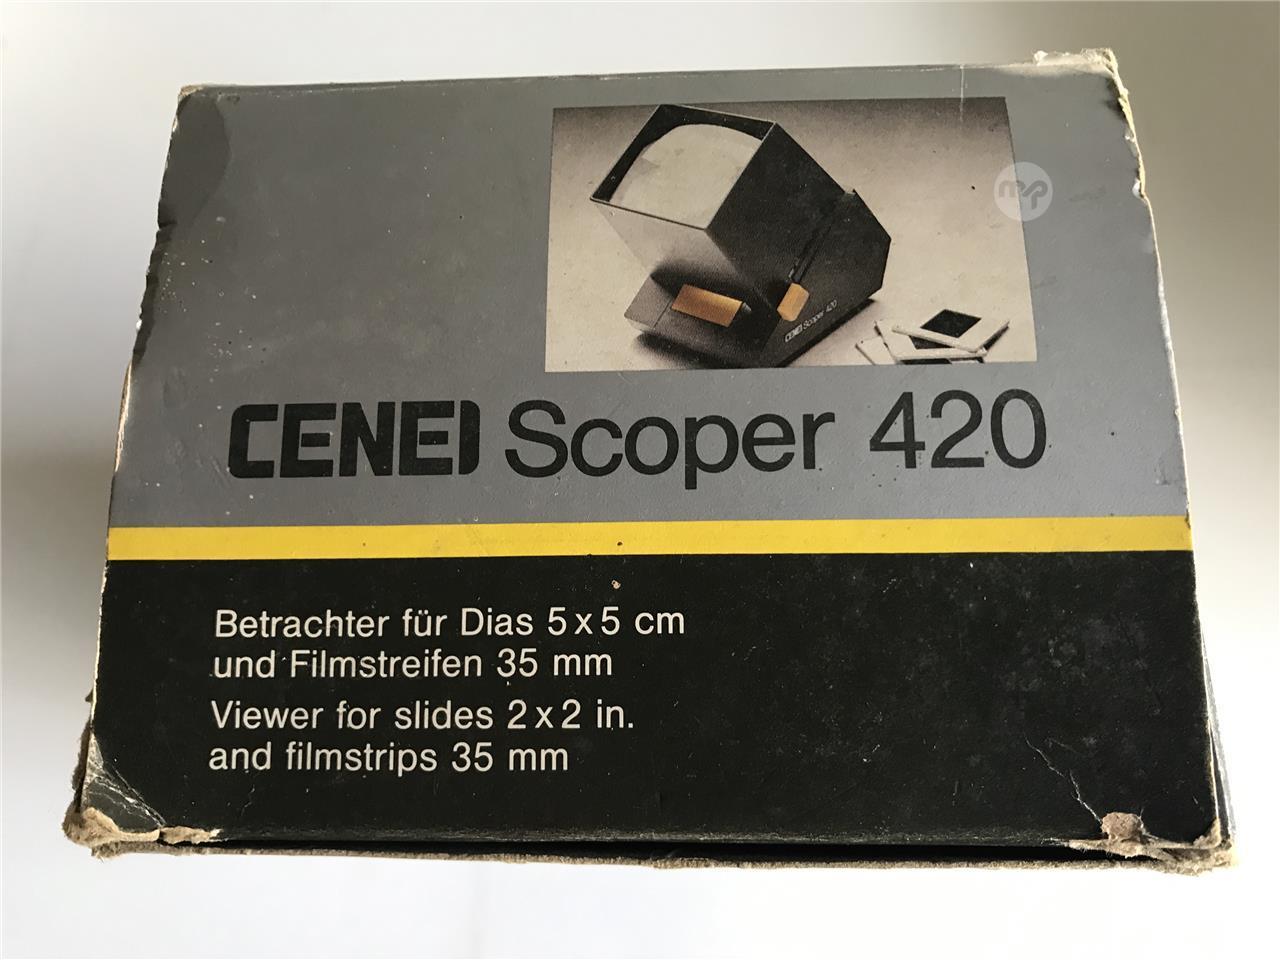 CENEI Scoper 420
CENEI Scoper 420
Betrachter für Dias 5 x 5 cm
und Filmstreifen 35 mm
Viewer for slides 2 x 2 in.
and filmstrips 35 mm
mp